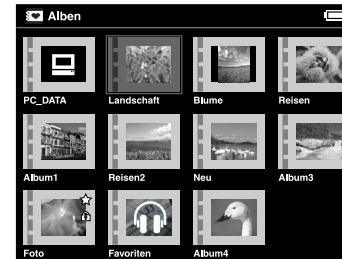 Alben
PC_DATA Landschaft Blume Reisen
Album1 Reisen2 Neu Album3
Foto Favoriten Album4